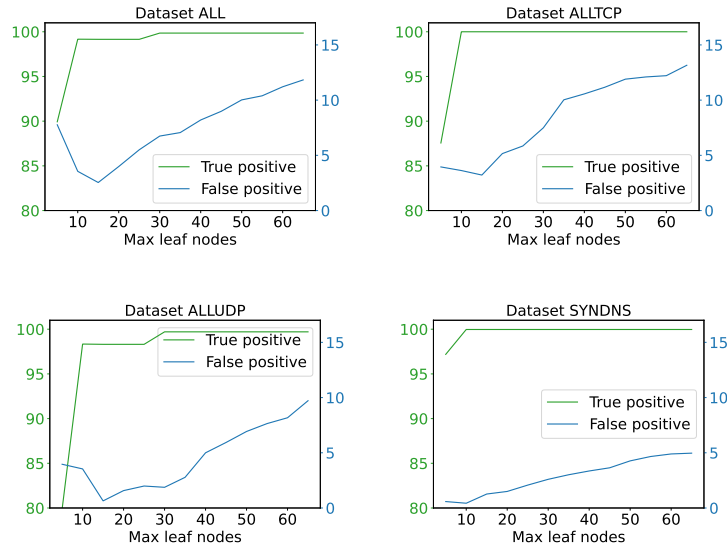 Dataset ALL
100
95
90
85
80
15
10
5
0
True positive
False positive
10 20 30 40 50 60
Max leaf nodes
Dataset ALLTCP
100
95
90
85
80
15
10
5
0
True positive
False positive
10 20 30 40 50 60
Max leaf nodes
Dataset ALLUDP
100
95
90
85
80
15
10
5
0
True positive
False positive
10 20 30 40 50 60
Max leaf nodes
Dataset SYNDNS
100
95
90
85
80
15
10
5
0
True positive
False positive
10 20 30 40 50 60
Max leaf nodes